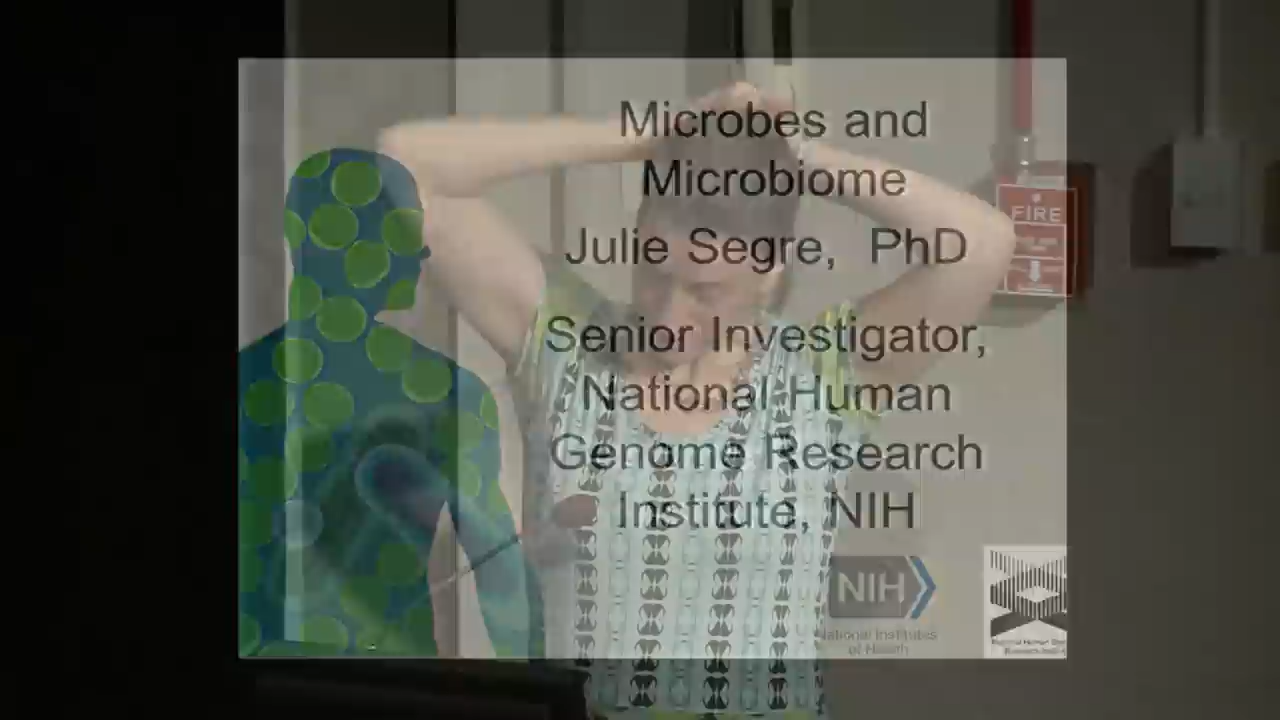 Microbes and
Microbiome
Julie Segre, PhD
Senior Investigator,
National Human
Genome Research
Institute, NIH
FIRE
NIH
National Institutes
of Health